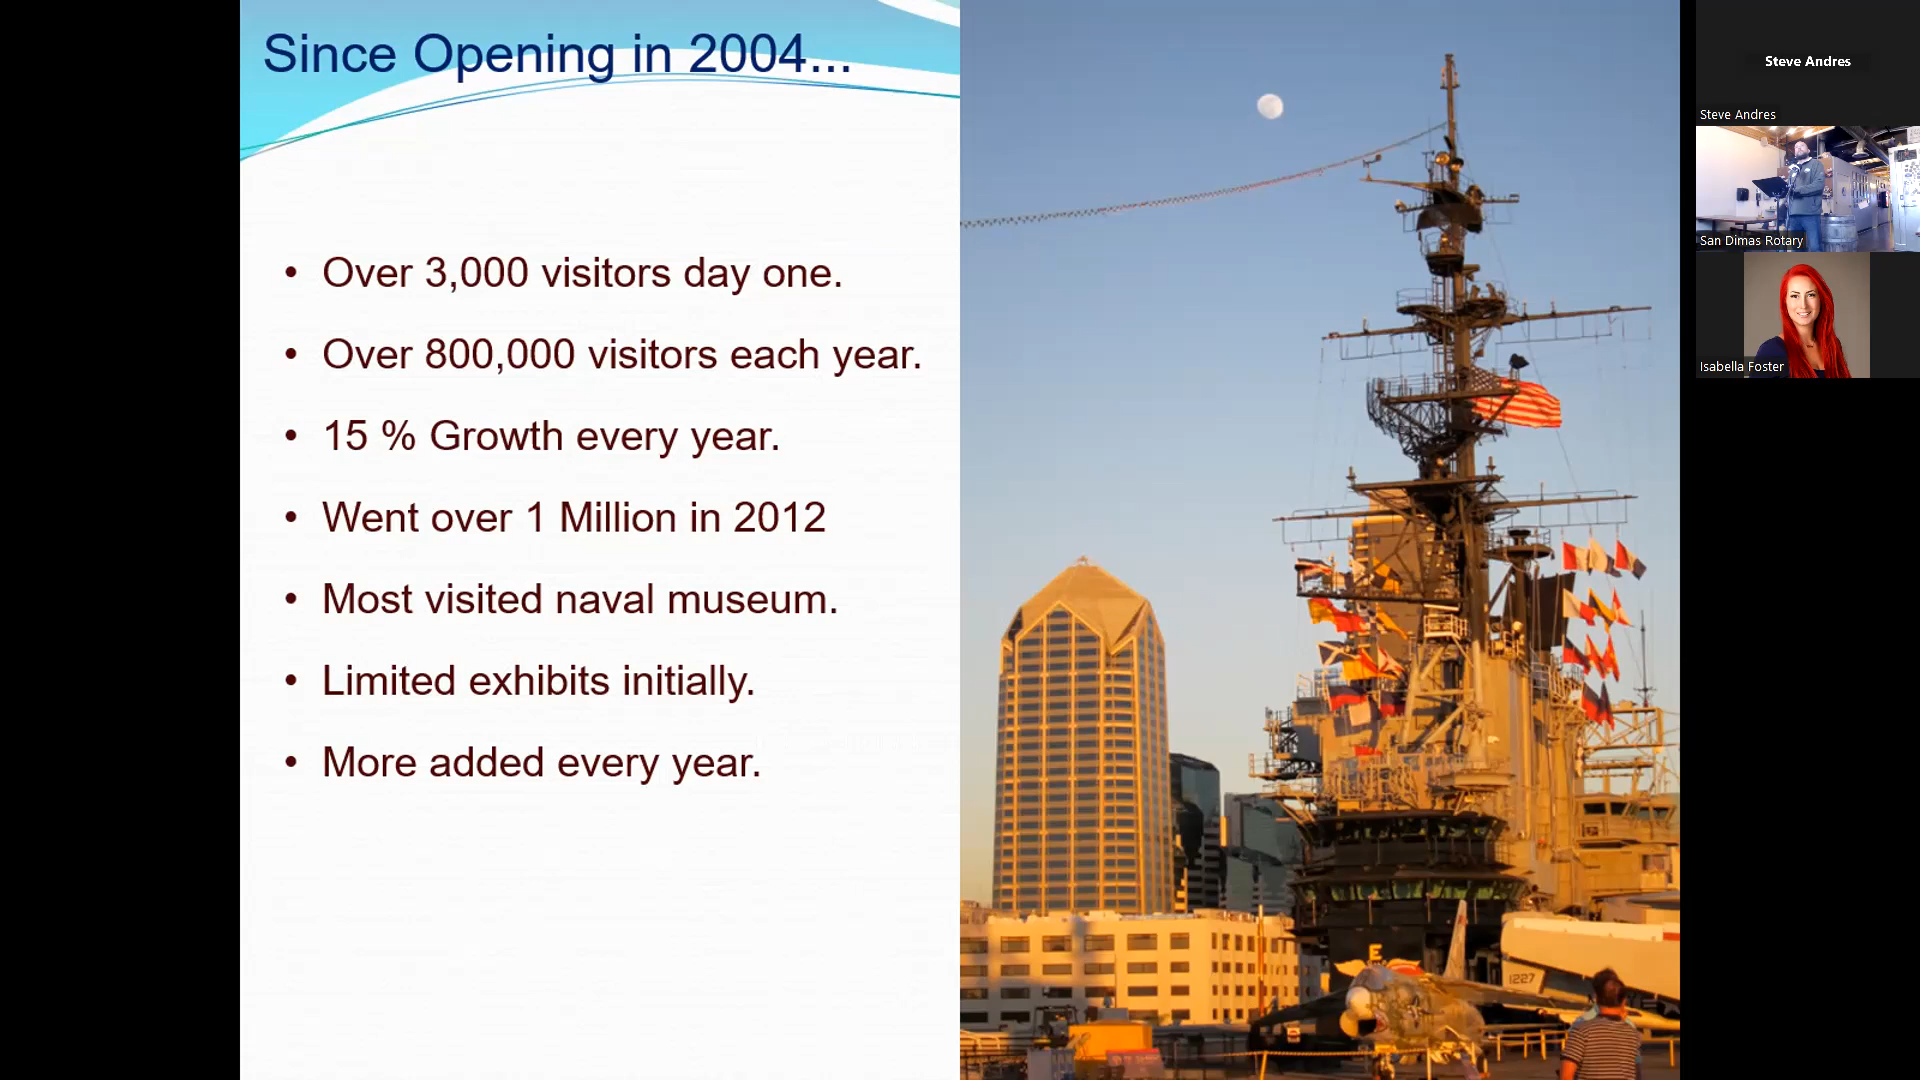 Since Opening in 2004...
• Over 3,000 visitors day one.
• Over 800,000 visitors each year.
• 15 % Growth every year.
• Went over 1 Million in 2012
• Most visited naval museum.
• Limited exhibits initially.
• More added every year.
E
1227
Steve Andres
Steve Andres
San Dimas Rotary
Isabella Foster